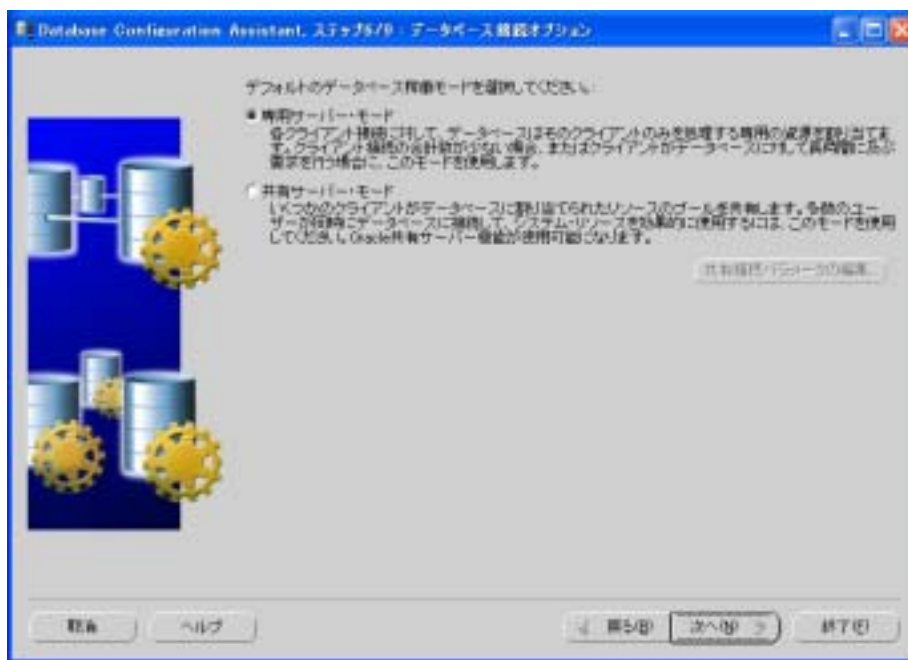 Database Configuration Assistant, ステップ5/9 : データベース接続オプション
デフォルトのデータベース稼働モードを選択してください:
専用サーバー・モード
各クライアント接続に対して、データベースはそのクライアントのみを処理する専用の資源を割り当てま
す。クライアント接続の合計数が少ない場合、またはクライアントがデータベースに対して長時間に及ぶ
要求を行う場合に、このモードを使用します。
共有サーバー・モード
いくつかのクライアントがデータベースに割り当てられたリソースのプールを共有します。多数のユー
ザーが同時にデータベースに接続して、システム・リソースを効果的に使用するには、このモードを使用
してください。Oracle共有サーバー機能が使用可能になります。
共有接続パラメータの編集...
取消
ヘルプ
戻る(B)
次へ(N)
終了(F)